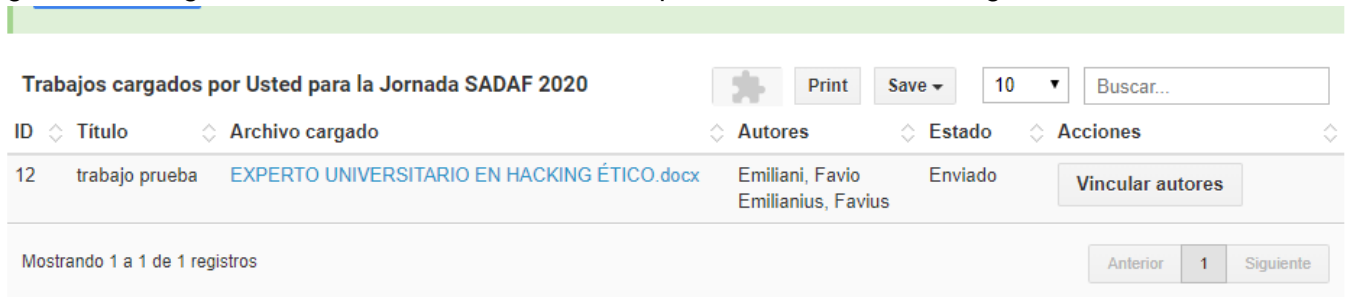 Trabajos cargados por Usted para la Jornada SADAF 2020
Print
Save
10
Buscar...
ID Título Archivo cargado Autores Estado Acciones
12 trabajo prueba EXPERTO UNIVERSITARIO EN HACKING ÉTICO.docx Emiliani, Favio Enviado Vincular autores
Emilianius, Favius
Mostrando 1 a 1 de 1 registros
Anterior 1 Siguiente